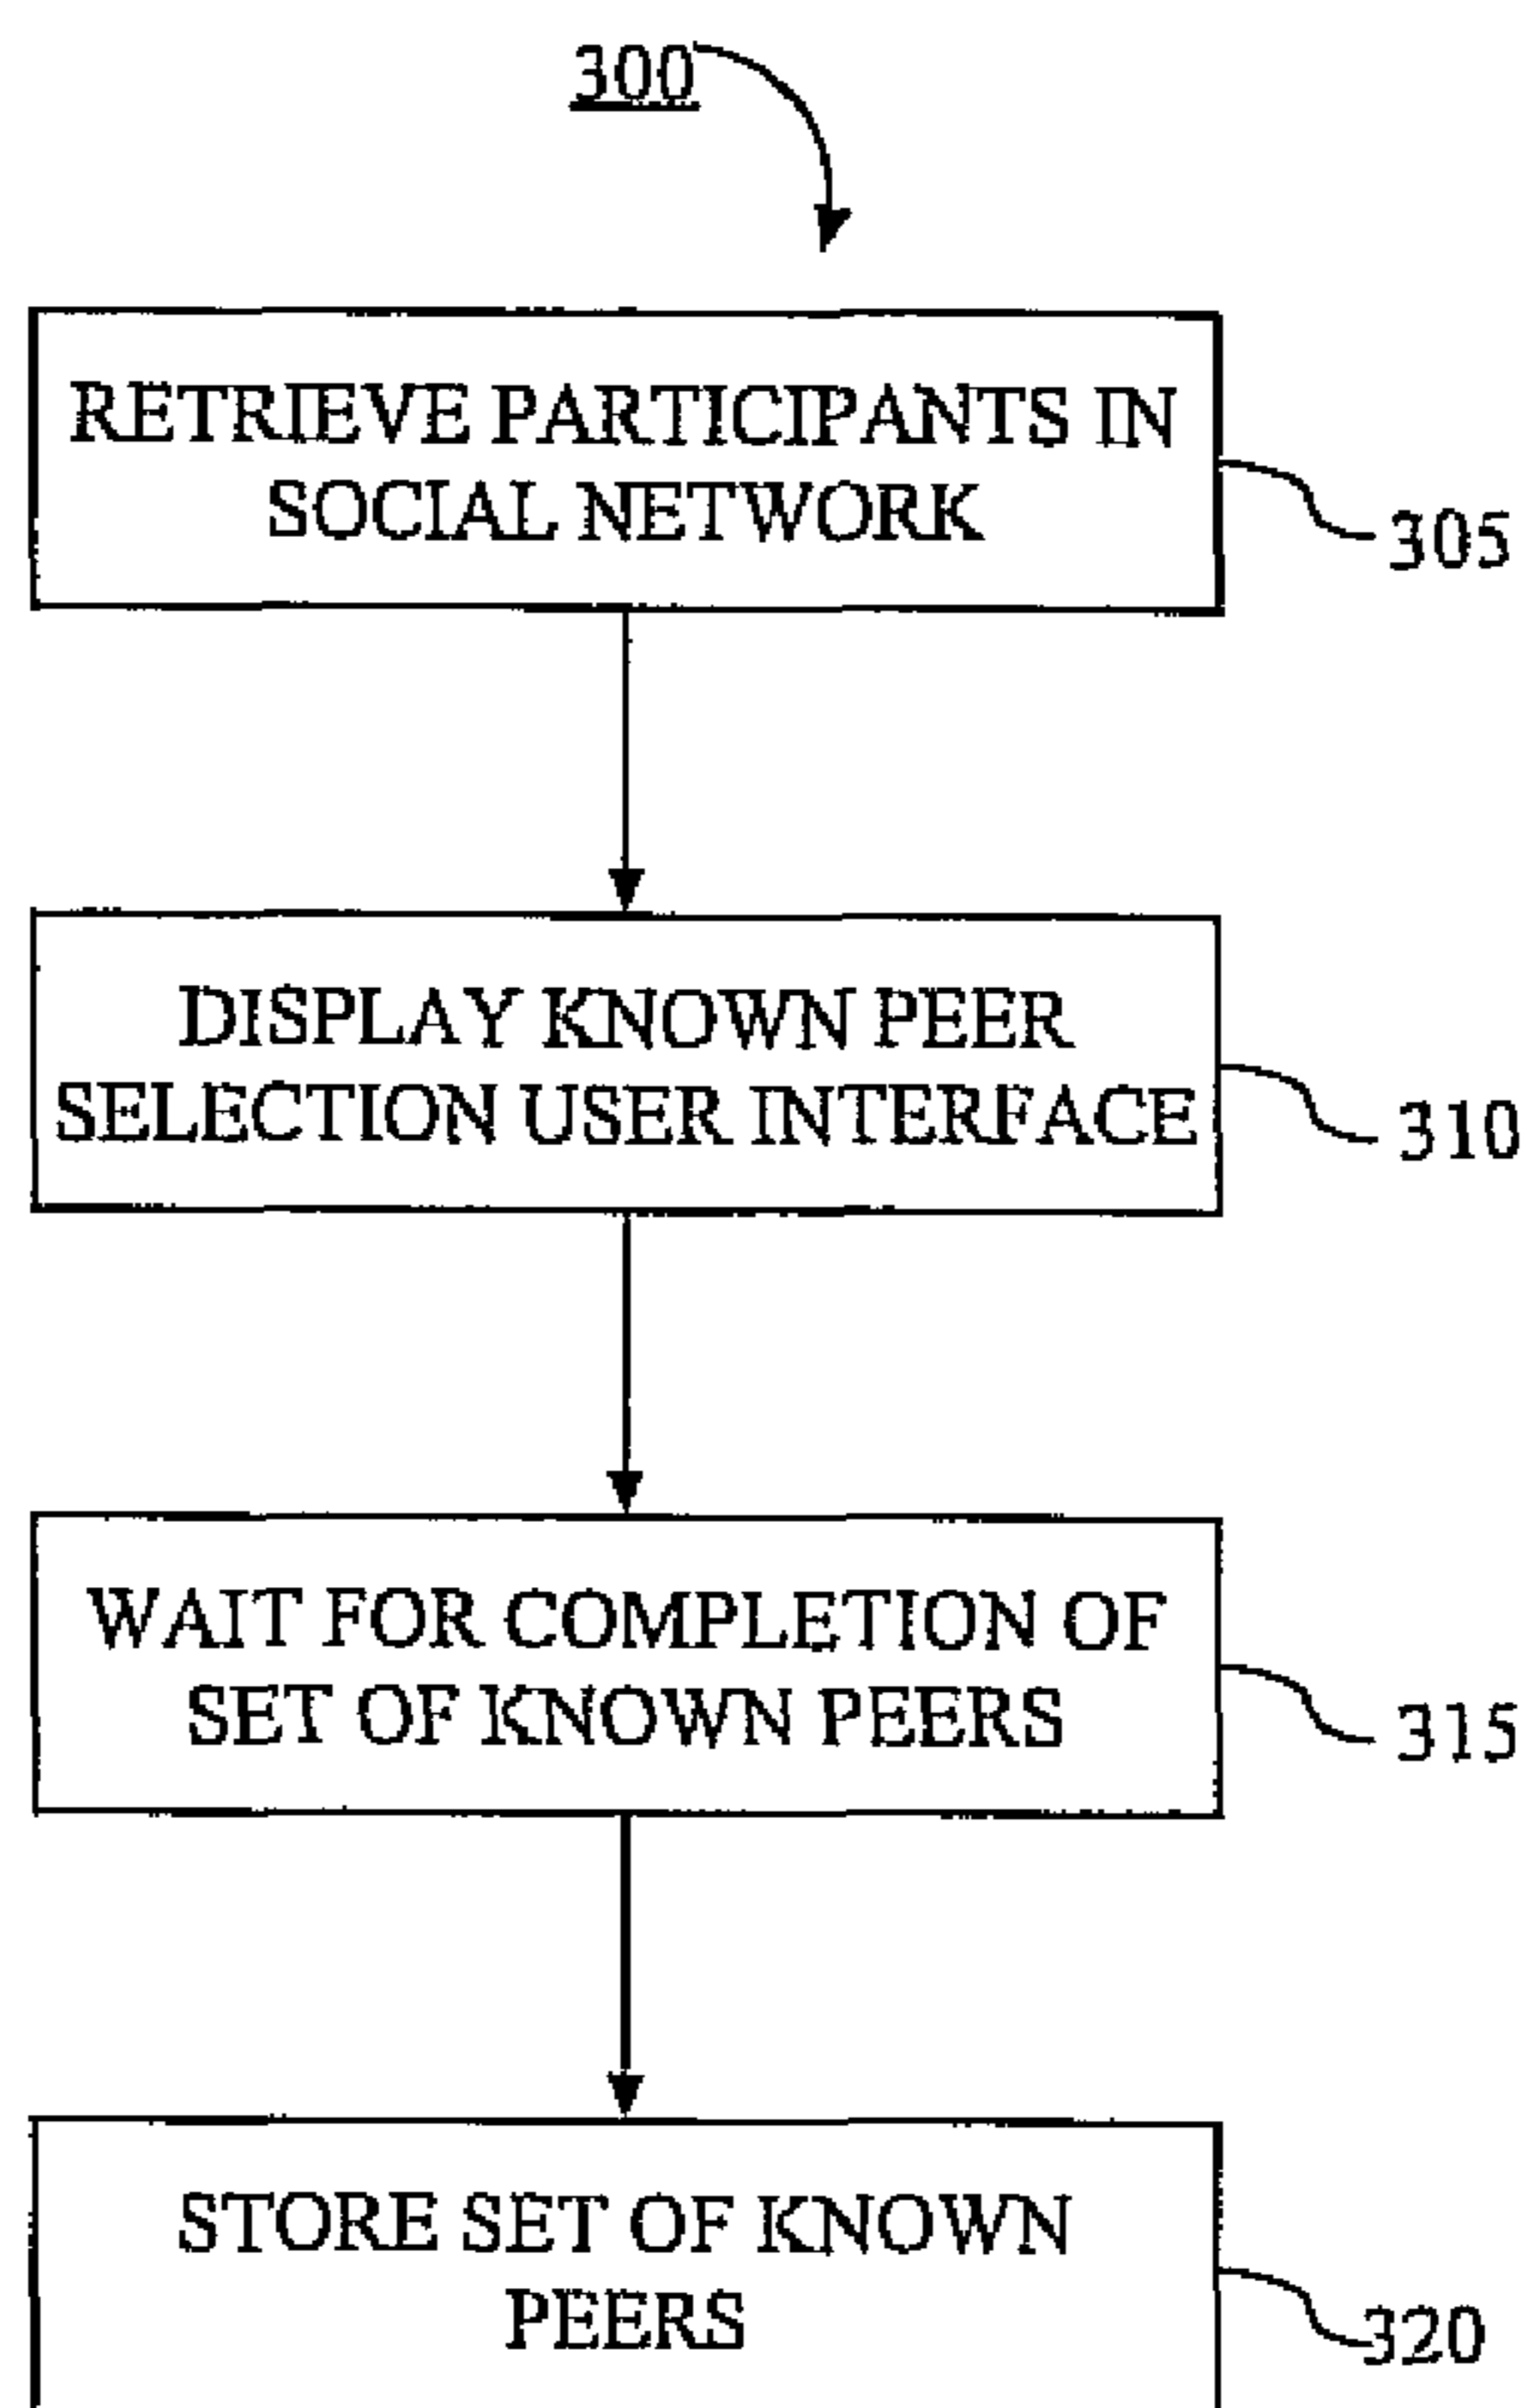 300
RETRIEVE PARTICIPANTS IN
SOCIAL NETWORK
305
DISPLAY KNOWN PEER
SELECTION USER INTERFACE
310
WAIT FOR COMPLETION OF
SET OF KNOWN PEERS
315
STORE SET OF KNOWN
PEERS
320